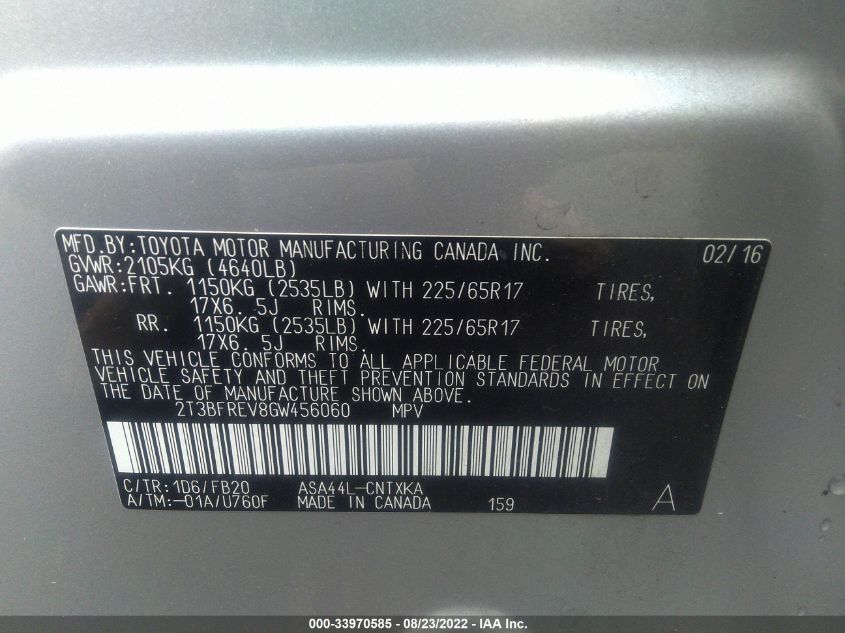 MFD.BY:TOYOTA MOTOR MANUFACTURING CANADA INC. 02/16
GVWR:2105KG (4640LB)
GAWR:FRT. 1150KG (2535LB) WITH 225/65R17 TIRES,
17X6. 5J RIMS.
RR. 1150KG (2535LB) WITH 225/65R17 TIRES,
17X6. 5J RIMS.
THIS VEHICLE CONFORMS TO ALL APPLICABLE FEDERAL MOTOR
VEHICLE SAFETY AND THEFT PREVENTION STANDARDS IN EFFECT ON
THE DATE OF MANUFACTURE SHOWN ABOVE.
2T3BFREV8GW456060 MPV
C/TR:1D6/FB20 ASA44L-CNTXKA
A/TM:-01A/U760F MADE IN CANADA 159 A
000-33970585 - 08/23/2022 - IAA Inc.